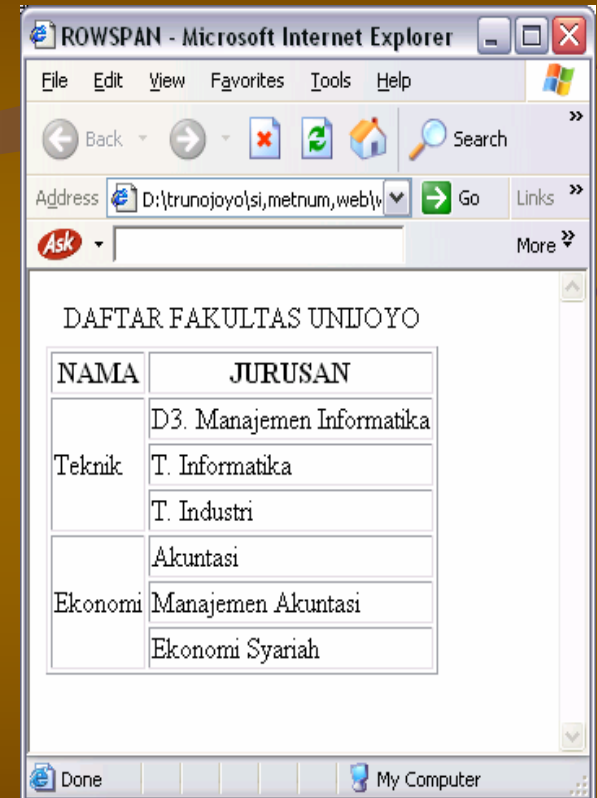 ROWSPAN - Microsoft Internet Explorer
File Edit View Favorites Tools Help
Back Search »
Address D:\trunojoyo\si,metnum,web\ Go Links »
Ask More »
DAFTAR FAKULTAS UNIJOYO
NAMA JURUSAN
Teknik
D3. Manajemen Informatika
T. Informatika
T. Industri
Ekonomi
Akuntasi
Manajemen Akuntasi
Ekonomi Syariah
Done My Computer